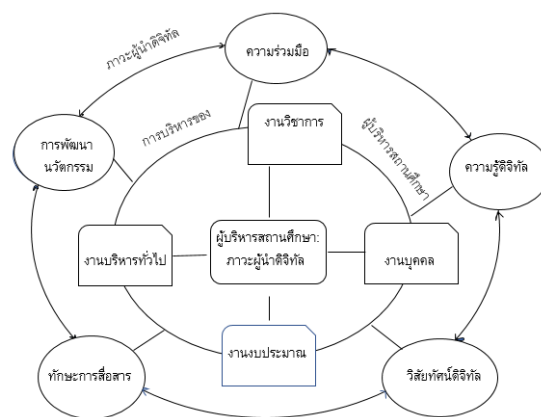 ความร่วมมือ
ภาวะผู้นำดิจิทัล
การบริหารของ
งานวิชาการ
ผู้บริหารสถานศึกษา
การพัฒนา
นวัตกรรม
ความรู้ดิจิทัล
งานบริหารทั่วไป
ผู้บริหารสถานศึกษา:
ภาวะผู้นำดิจิทัล
งานบุคคล
งานงบประมาณ
ทักษะการสื่อสาร
วิสัยทัศน์ดิจิทัล